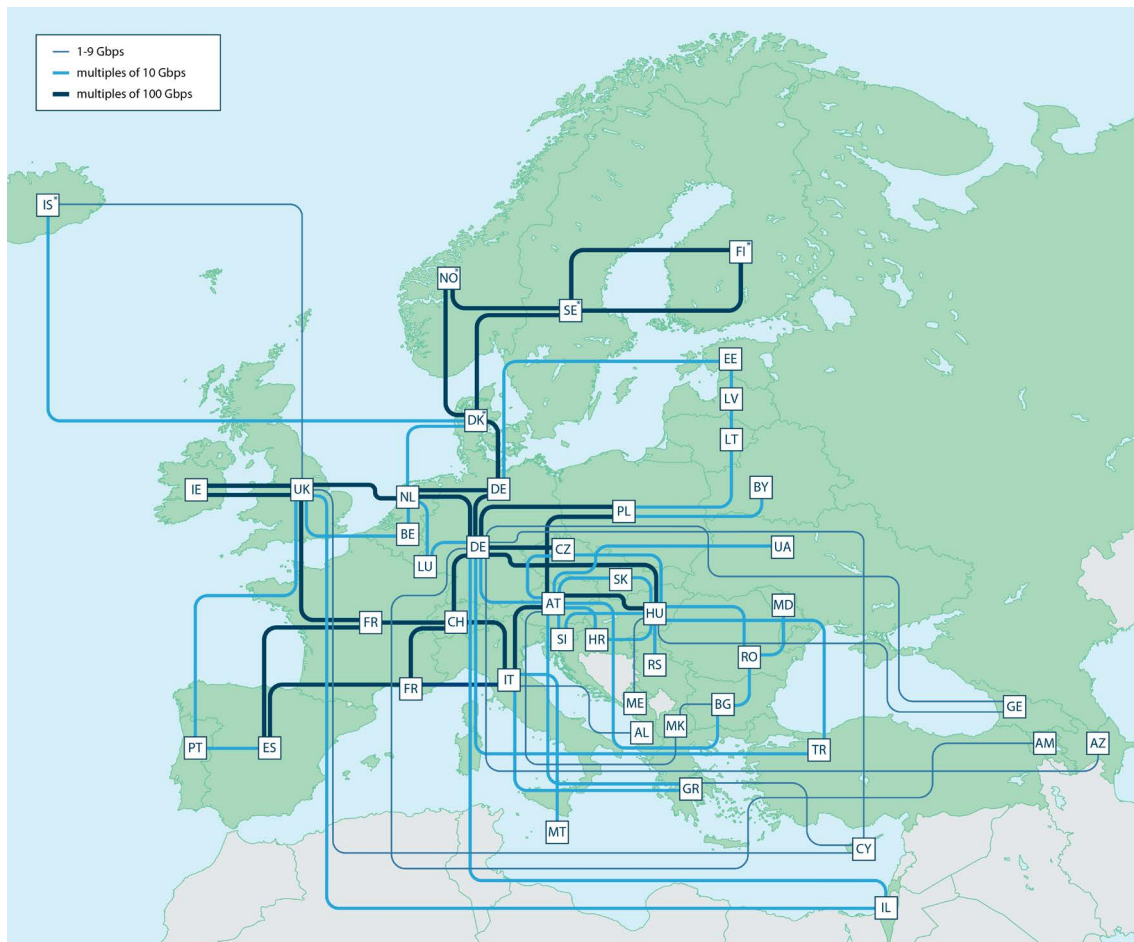 1-9 Gbps
multiples of 10 Gbps
multiples of 100 Gbps
IS*
FI*
NO*
SE*
EE
LV
DK*
LT
IE
UK
NL
DE
BY
PL
BE
DE
CZ
UA
LU
SK
AT
MD
HU
FR
CH
SI
HR
RS
RO
IT
FR
ME
BG
GE
MK
AL
PT
ES
TR
AM
AZ
GR
MT
CY
IL